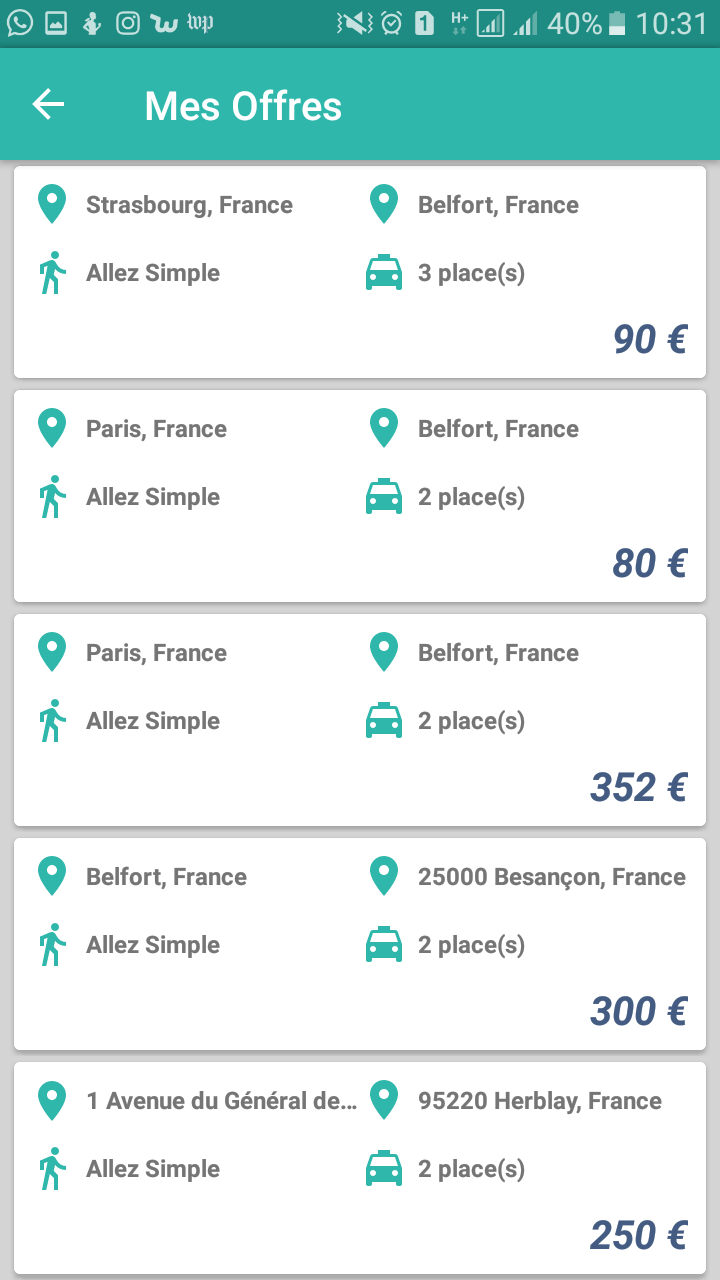 1 H+ 40% 10:31
Mes Offres
Strasbourg, France Belfort, France
Allez Simple 3 place(s)
90 €
Paris, France Belfort, France
Allez Simple 2 place(s)
80 €
Paris, France Belfort, France
Allez Simple 2 place(s)
352 €
Belfort, France 25000 Besançon, France
Allez Simple 2 place(s)
300 €
1 Avenue du Général de... 95220 Herblay, France
Allez Simple 2 place(s)
250 €